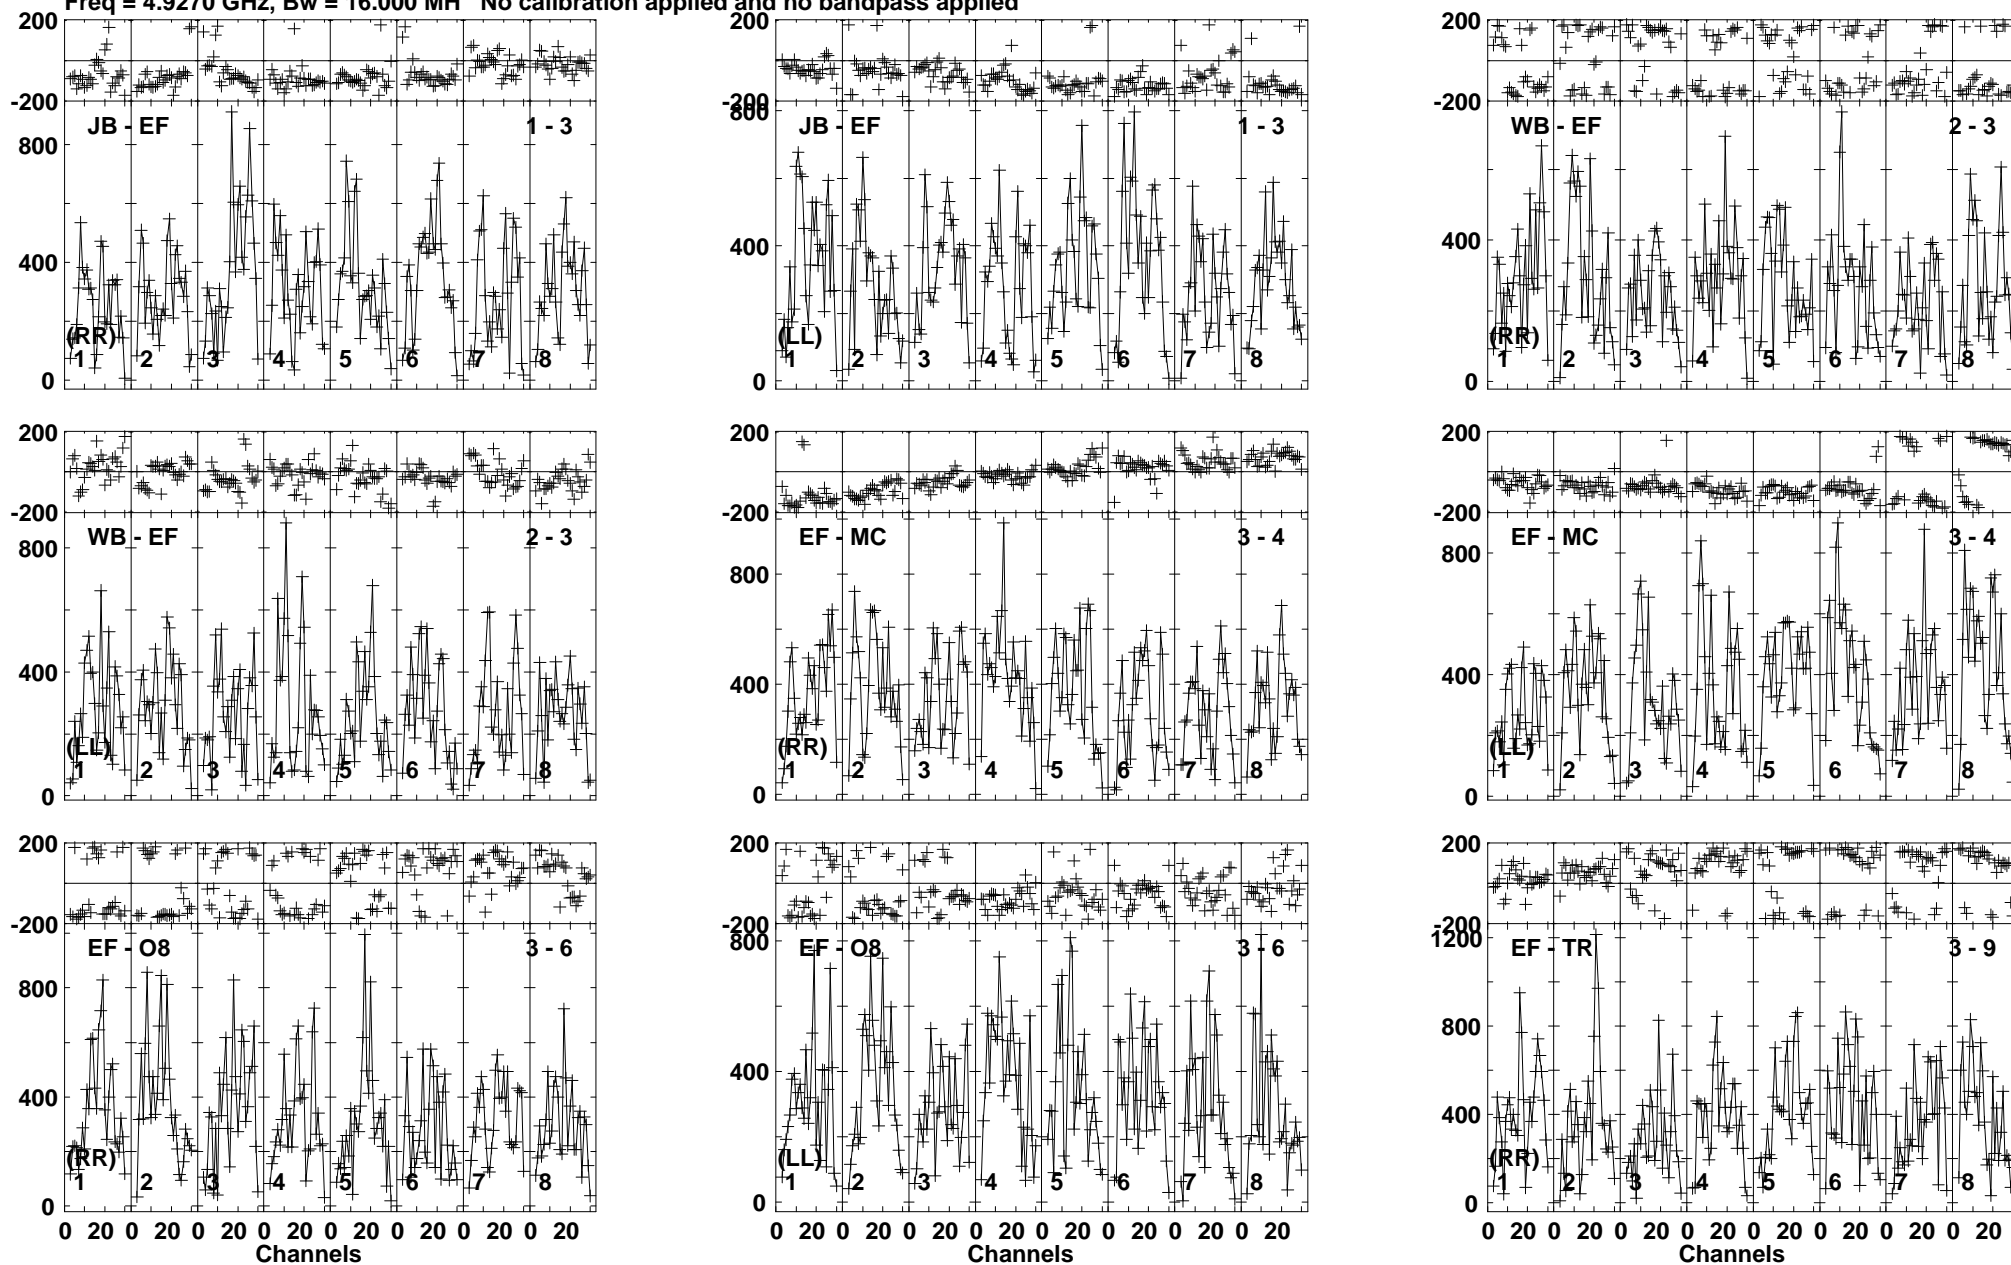 Freq = 4.9270 GHz, Bw = 16.000 MH No calibration applied and no bandpass applied
200 200 200
-200 -200 -200
800 JB - EF 1 - 3 800 JB - EF 1 - 3 WB - EF 2 - 3
400 400 400
(RR) (LL) (RR)
1 2 3 4 5 6 7 8 1 2 3 4 5 6 7 8 1 2 3 4 5 6 7 8
0 0 0
200 200 200
-200 -200 -200
WB - EF 2 - 3 EF - MC 3 - 4 EF - MC 3 - 4
800 800 800
400 400 400
(LL) (RR) (LL)
1 2 3 4 5 6 7 8 1 2 3 4 5 6 7 8 1 2 3 4 5 6 7 8
0 0 0
200 200 200
-200 -200 -200
EF - O8 3 - 6 800 EF - O8 3 - 6 1200 EF - TR 3 - 9
800 800
400 400 400
(RR) (LL) (RR)
1 2 3 4 5 6 7 8 1 2 3 4 5 6 7 8 1 2 3 4 5 6 7 8
0 0 0
0 20 0 20 0 20 0 20 0 20 0 20 0 20 0 20 0 20 0 20 0 20 0 20 0 20 0 20 0 20 0 20 0 20 0 20 0 20 0 20 0 20 0 20 0 20 0 20
Channels Channels Channels